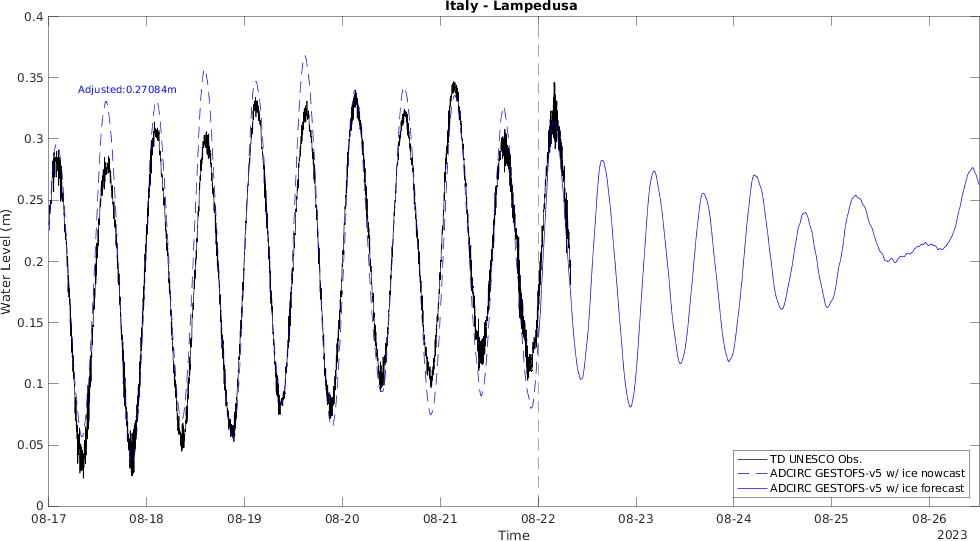 Italy - Lampedusa
0.4
0.35
0.3
0.25
0.2
0.15
0.1
0.05
0
Water Level (m)
Adjusted:0.27084m
TD UNESCO Obs.
ADCIRC GESTOFS-v5 w/ ice nowcast
ADCIRC GESTOFS-v5 w/ ice forecast
08-17 08-18 08-19 08-20 08-21 08-22 08-23 08-24 08-25 08-26
Time
2023